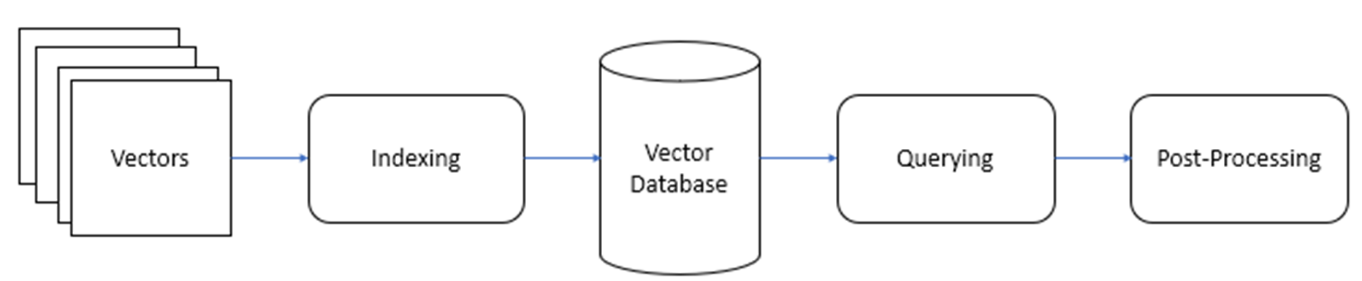 Vectors
Indexing
Vector
Database
Querying
Post-Processing